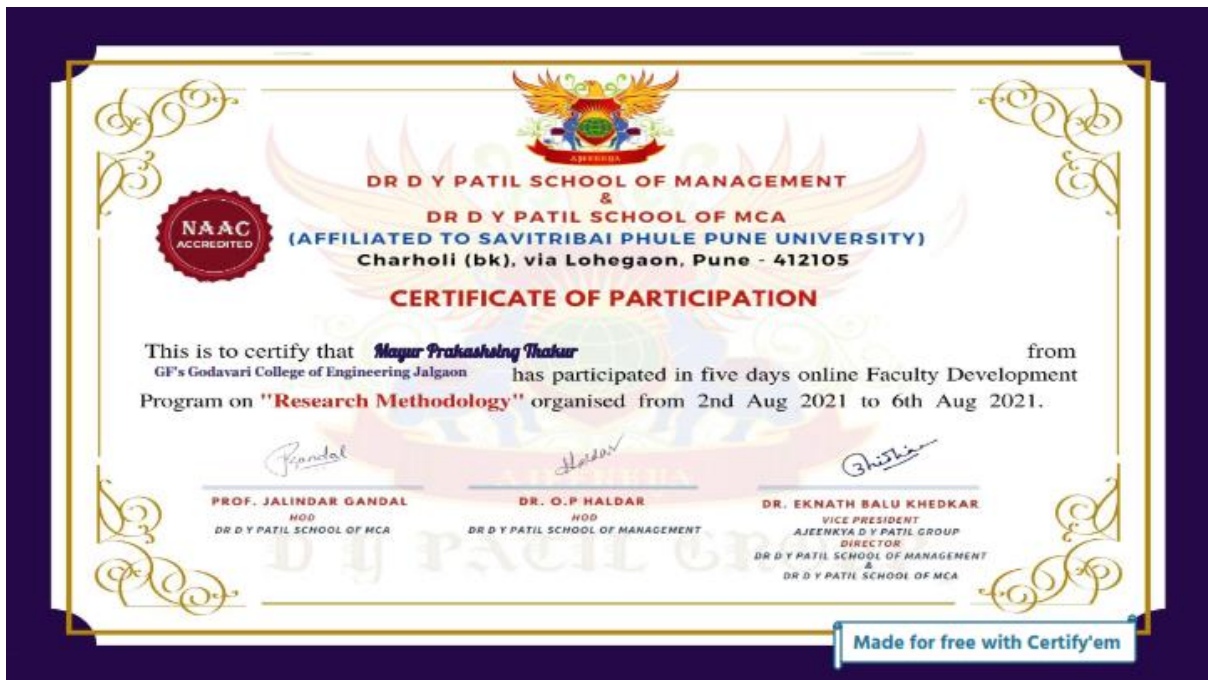 AJEENKYA
DR D Y PATIL SCHOOL OF MANAGEMENT
&
DR D Y PATIL SCHOOL OF MCA
NAAC
ACCREDITED
(AFFILIATED TO SAVITRIBAI PHULE PUNE UNIVERSITY)
Charholi (bk), via Lohegaon, Pune - 412105
CERTIFICATE OF PARTICIPATION
This is to certify that Mayur Prakashsing Thakur from
GF's Godavari College of Engineering Jalgaon has participated in five days online Faculty Development
Program on "Research Methodology" organised from 2nd Aug 2021 to 6th Aug 2021.
Haldar
AJEENKYA
PROF. JALINDAR GANDAL
HOD
DR D Y PATIL SCHOOL OF MCA
DR. O.P HALDAR
HOD
DR D Y PATIL SCHOOL OF MANAGEMENT
DR. EKNATH BALU KHEDKAR
VICE PRESIDENT
AJEENKYA D Y PATIL GROUP
DIRECTOR
DR D Y PATIL SCHOOL OF MANAGEMENT
&
DR D Y PATIL SCHOOL OF MCA
D Y PATIL GROUP
Made for free with Certify'em